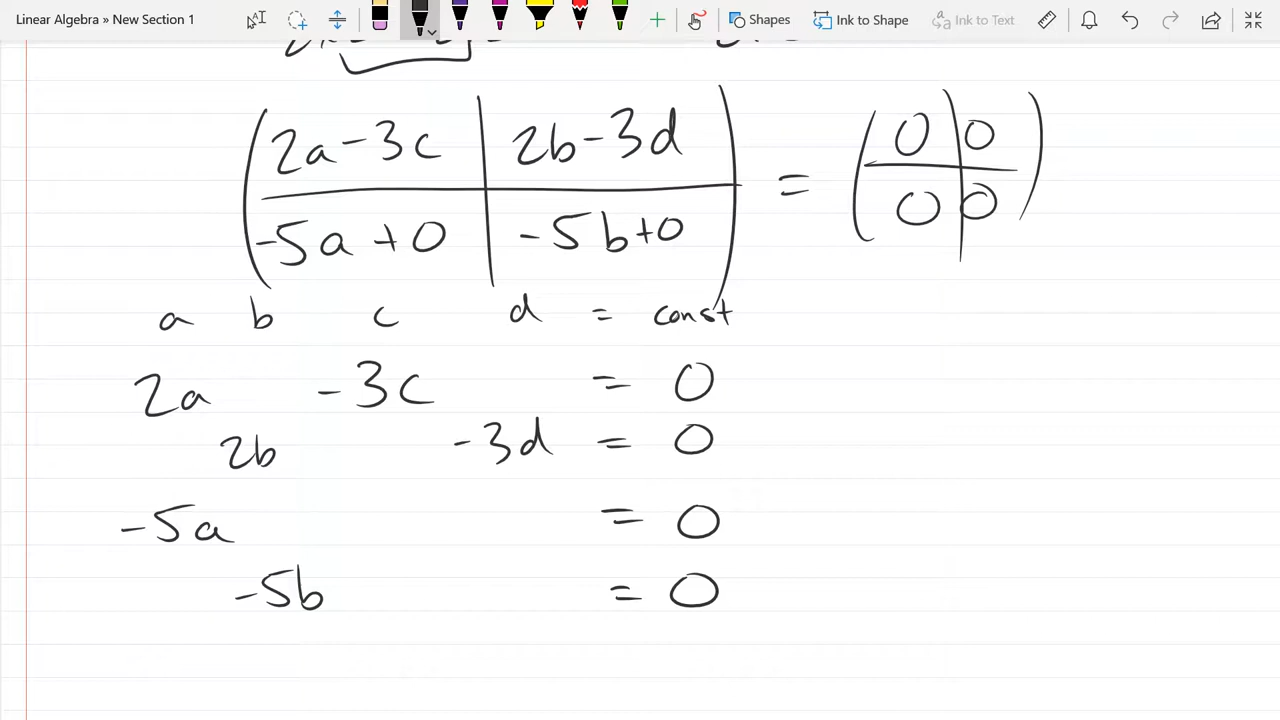 Linear Algebra » New Section 1
Shapes
Ink to Shape
Ink to Text
2a-3c 2b-3d = 0 0
-5a+0 -5b+0 0 0
a b c d = const
2a -3c = 0
2b -3d = 0
-5a = 0
-5b = 0